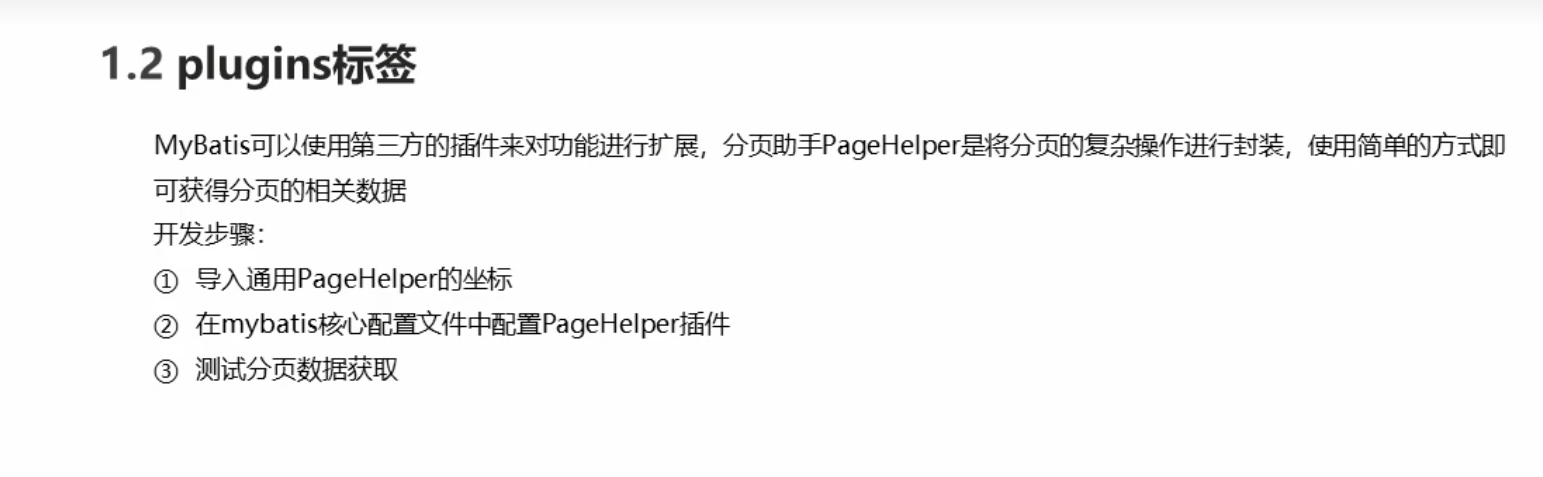 1.2 plugins标签
MyBatis可以使用第三方的插件来对功能进行扩展，分页助手PageHelper是将分页的复杂操作进行封装，使用简单的方式即
可获得分页的相关数据
开发步骤：
① 导入通用PageHelper的坐标
② 在mybatis核心配置文件中配置PageHelper插件
③ 测试分页数据获取